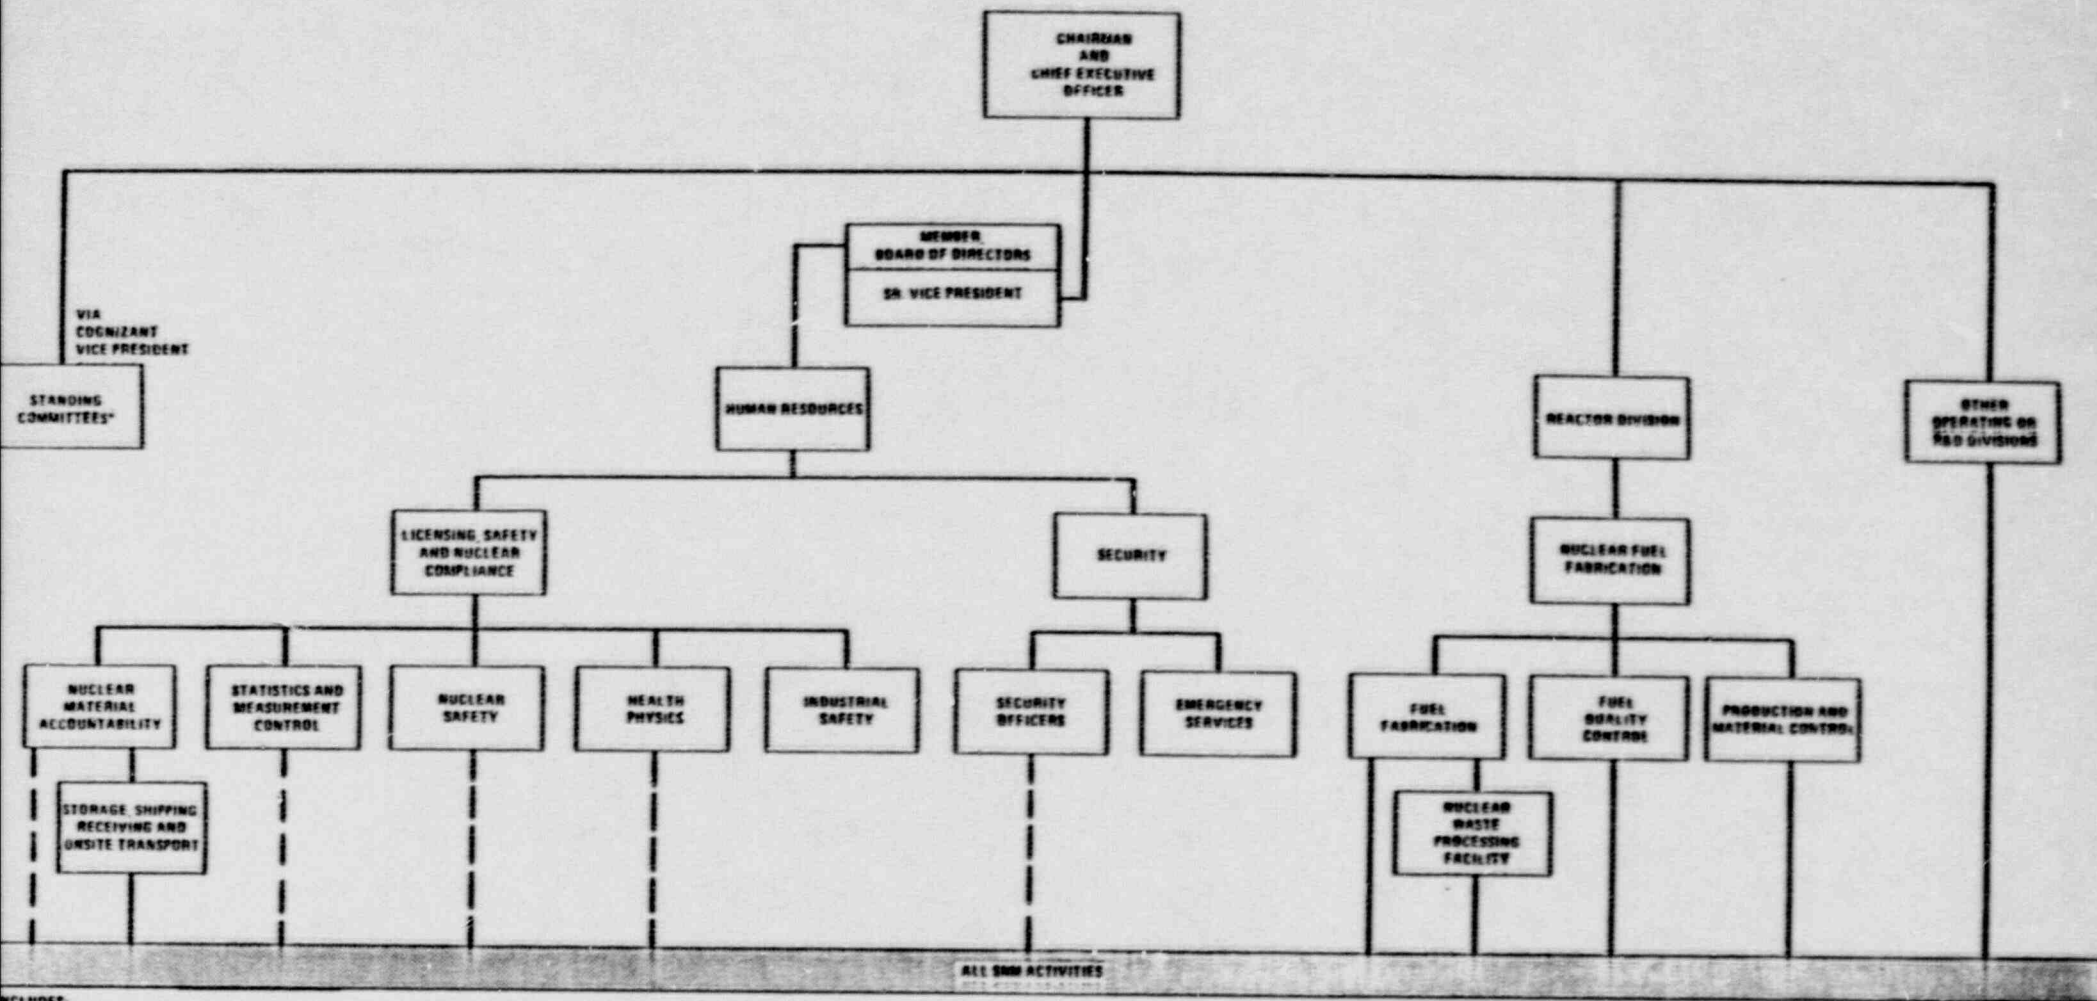 CHAIRMAN
AND
CHIEF EXECUTIVE
OFFICER
MEMBER,
BOARD OF DIRECTORS
SR. VICE PRESIDENT
VIA
COGNIZANT
VICE PRESIDENT
STANDING
COMMITTEES*
HUMAN RESOURCES
REACTOR DIVISION
OTHER
OPERATING OR
R&D DIVISIONS
LICENSING, SAFETY
AND NUCLEAR
COMPLIANCE
SECURITY
NUCLEAR FUEL
FABRICATION
NUCLEAR
MATERIAL
ACCOUNTABILITY
STATISTICS AND
MEASUREMENT
CONTROL
NUCLEAR
SAFETY
HEALTH
PHYSICS
INDUSTRIAL
SAFETY
SECURITY
OFFICERS
EMERGENCY
SERVICES
FUEL
FABRICATION
FUEL
QUALITY
CONTROL
PRODUCTION AND
MATERIAL CONTROL
STORAGE, SHIPPING
RECEIVING AND
ONSITE TRANSPORT
NUCLEAR
WASTE
PROCESSING
FACILITY
ALL SNM ACTIVITIES